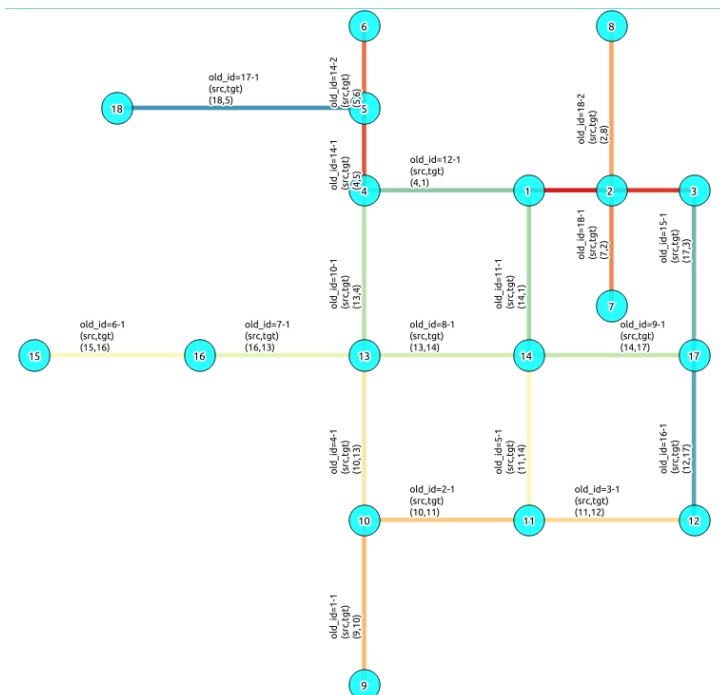 6
8
old_id=17-1
(src,tgt)
(18,5)
old_id=14-2
(src,tgt)
(5,6)
18
5
old_id=18-2
(src,tgt)
(2,8)
old_id=14-1
(src,tgt)
(4,5)
old_id=12-1
(src,tgt)
(4,1)
4
1
2
3
old_id=18-1
(src,tgt)
(7,2)
old_id=15-1
(src,tgt)
(17,3)
old_id=10-1
(src,tgt)
(13,4)
old_id=11-1
(src,tgt)
(14,1)
7
old_id=6-1
(src,tgt)
(15,16)
old_id=7-1
(src,tgt)
(16,13)
old_id=8-1
(src,tgt)
(13,14)
old_id=9-1
(src,tgt)
(14,17)
15
16
13
14
17
old_id=4-1
(src,tgt)
(10,13)
old_id=5-1
(src,tgt)
(11,14)
old_id=16-1
(src,tgt)
(12,17)
old_id=2-1
(src,tgt)
(10,11)
old_id=3-1
(src,tgt)
(11,12)
10
11
12
old_id=1-1
(src,tgt)
(9,10)
9